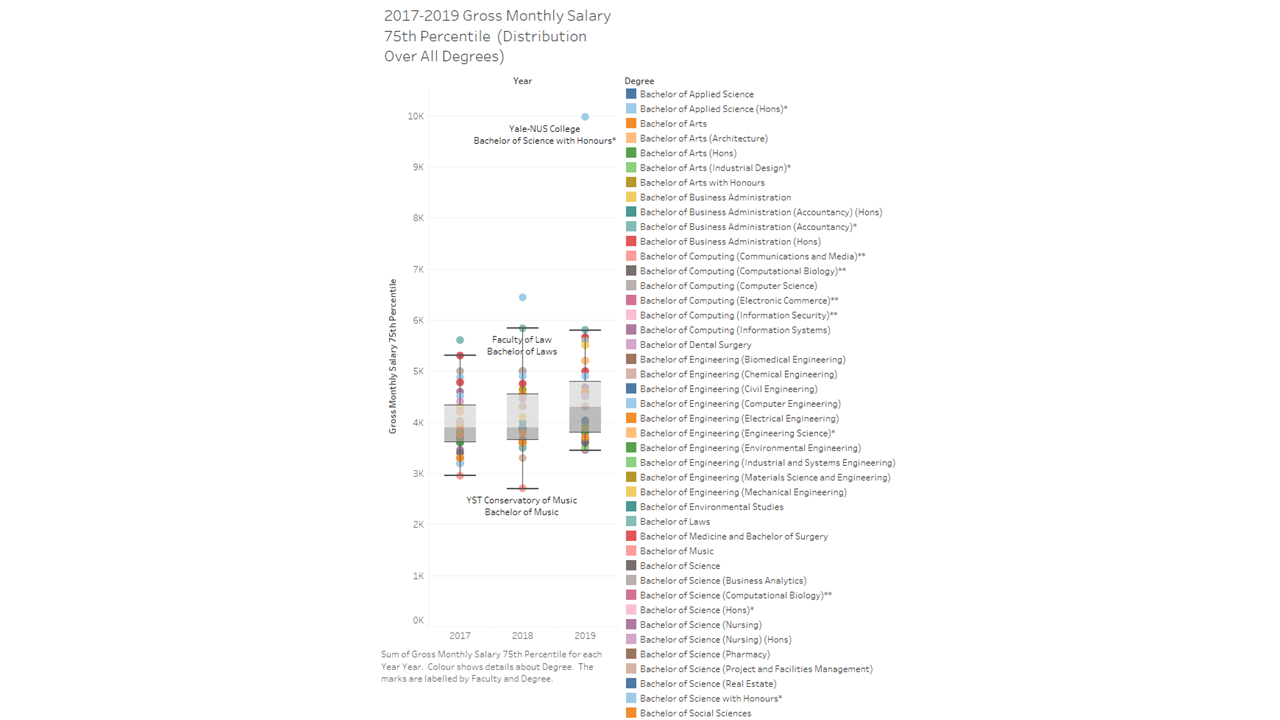 2017-2019 Gross Monthly Salary
75th Percentile (Distribution
Over All Degrees)
Year
10K
9K
8K
7K
6K
5K
4K
3K
2K
1K
0K
Gross Monthly Salary 75th Percentile
Yale-NUS College
Bachelor of Science with Honours*
Faculty of Law
Bachelor of Laws
YST Conservatory of Music
Bachelor of Music
2017
2018
2019
Sum of Gross Monthly Salary 75th Percentile for each
Year Year. Colour shows details about Degree. The
marks are labelled by Faculty and Degree.
Degree
Bachelor of Applied Science
Bachelor of Applied Science (Hons)*
Bachelor of Arts
Bachelor of Arts (Architecture)
Bachelor of Arts (Hons)
Bachelor of Arts (Industrial Design)*
Bachelor of Arts with Honours
Bachelor of Business Administration
Bachelor of Business Administration (Accountancy) (Hons)
Bachelor of Business Administration (Accountancy)*
Bachelor of Business Administration (Hons)
Bachelor of Computing (Communications and Media)**
Bachelor of Computing (Computational Biology)**
Bachelor of Computing (Computer Science)
Bachelor of Computing (Electronic Commerce)**
Bachelor of Computing (Information Security)**
Bachelor of Computing (Information Systems)
Bachelor of Dental Surgery
Bachelor of Engineering (Biomedical Engineering)
Bachelor of Engineering (Chemical Engineering)
Bachelor of Engineering (Civil Engineering)
Bachelor of Engineering (Computer Engineering)
Bachelor of Engineering (Electrical Engineering)
Bachelor of Engineering (Engineering Science)*
Bachelor of Engineering (Environmental Engineering)
Bachelor of Engineering (Industrial and Systems Engineering)
Bachelor of Engineering (Materials Science and Engineering)
Bachelor of Engineering (Mechanical Engineering)
Bachelor of Environmental Studies
Bachelor of Laws
Bachelor of Medicine and Bachelor of Surgery
Bachelor of Music
Bachelor of Science
Bachelor of Science (Business Analytics)
Bachelor of Science (Computational Biology)**
Bachelor of Science (Hons)*
Bachelor of Science (Nursing)
Bachelor of Science (Nursing) (Hons)
Bachelor of Science (Pharmacy)
Bachelor of Science (Project and Facilities Management)
Bachelor of Science (Real Estate)
Bachelor of Science with Honours*
Bachelor of Social Sciences